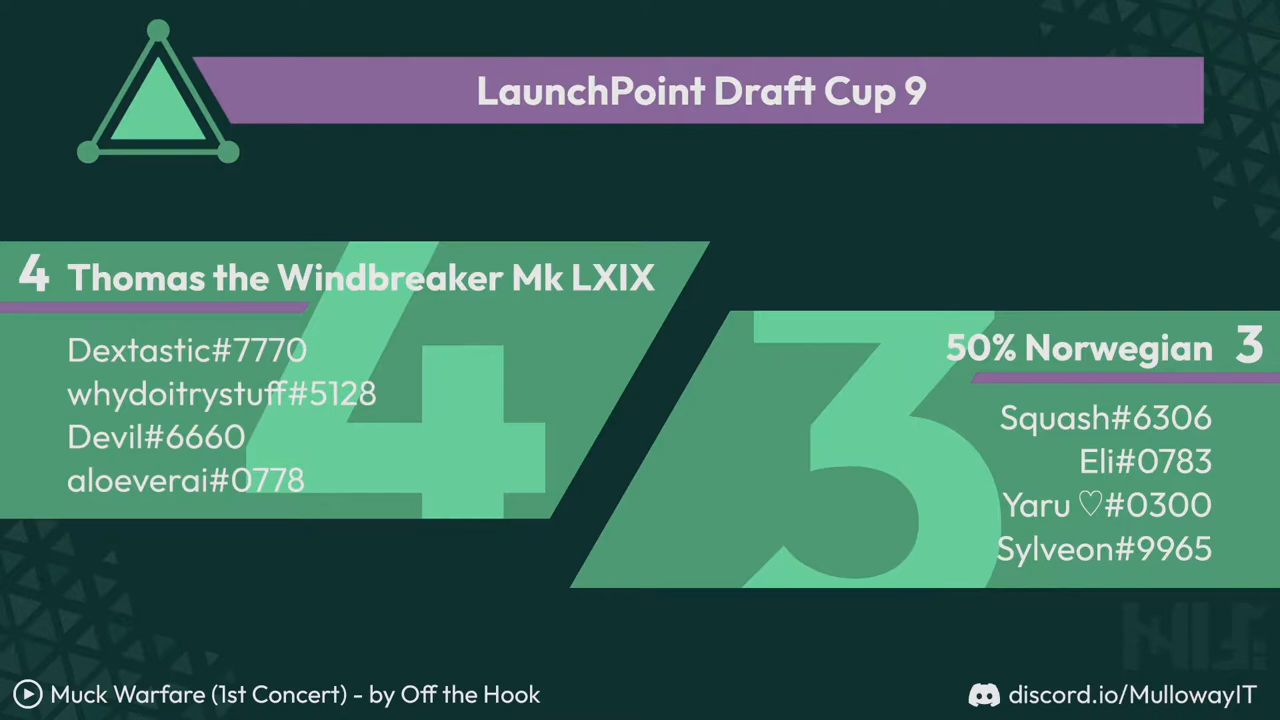 LaunchPoint Draft Cup 9
4 Thomas the Windbreaker Mk LXIX
4
Dextastic#7770
whydoitrystuff#5128
Devil#6660
aloeverai#0778
50% Norwegian 3
3
Squash#6306
Eli#0783
Yaru ♡#0300
Sylveon#9965
Muck Warfare (1st Concert) - by Off the Hook
discord.io/MullowayIT